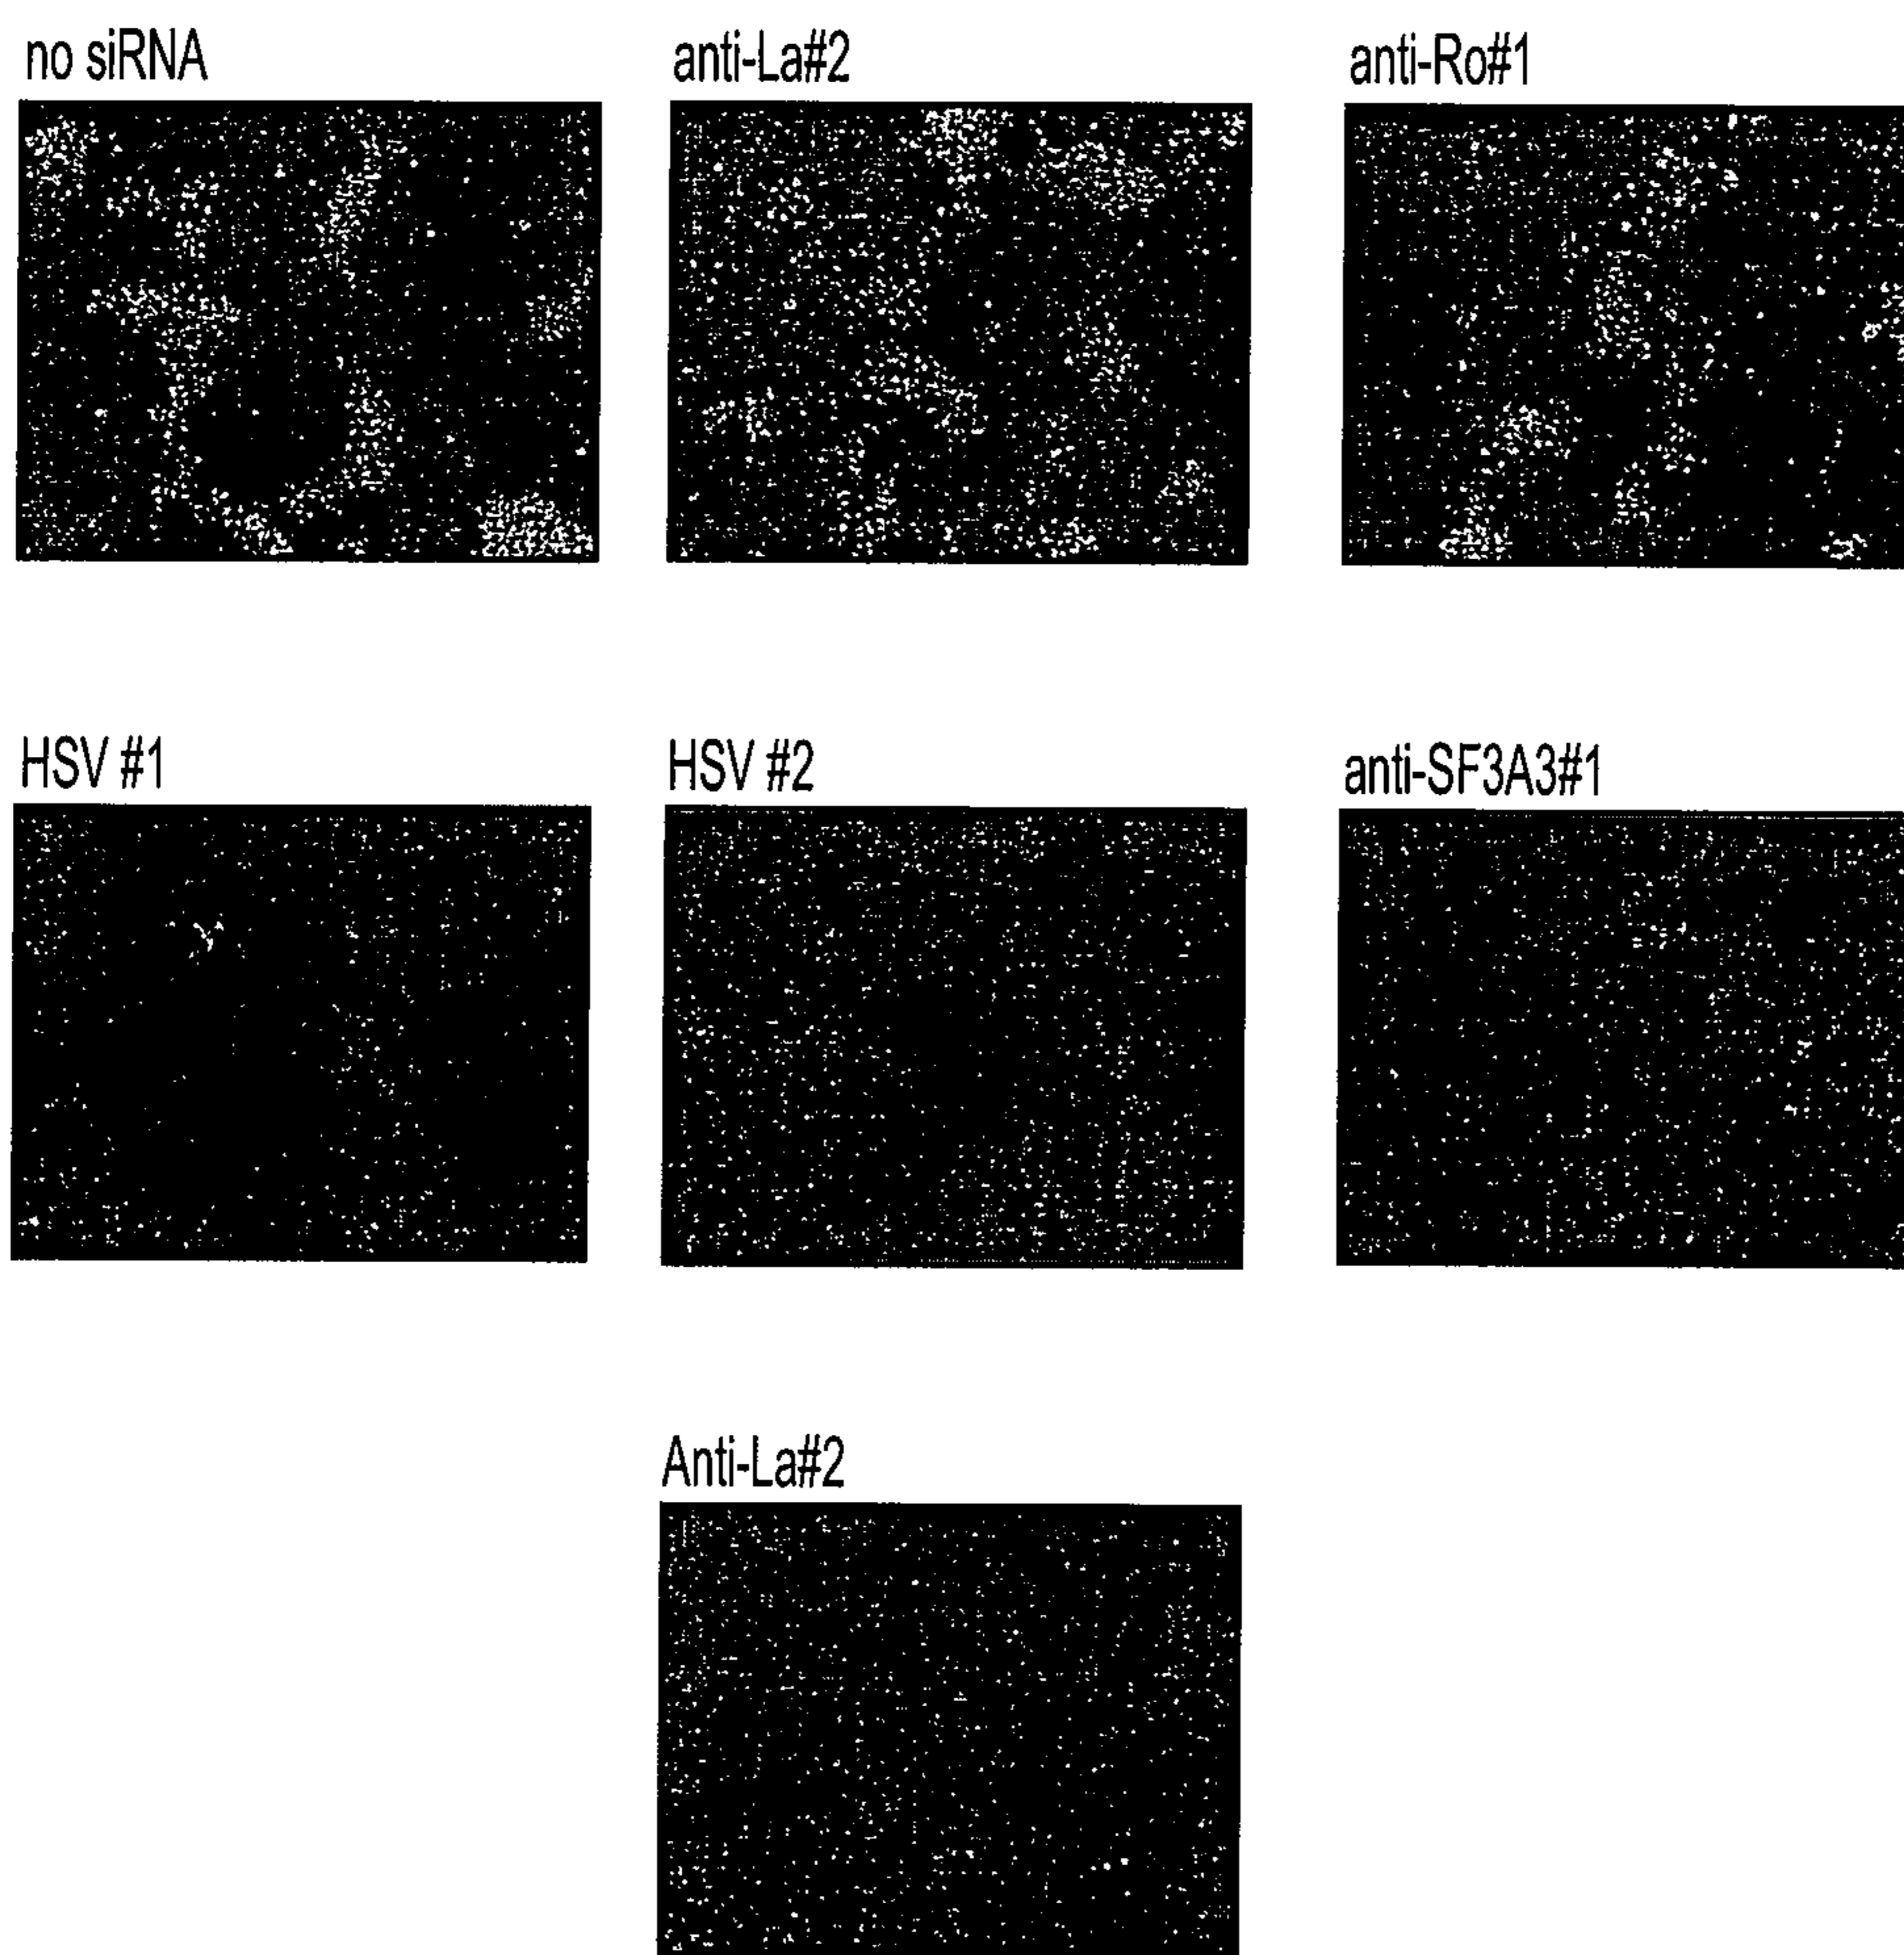 no siRNA
anti-La#2
anti-Ro#1
HSV #1
HSV #2
anti-SF3A3#1
Anti-La#2